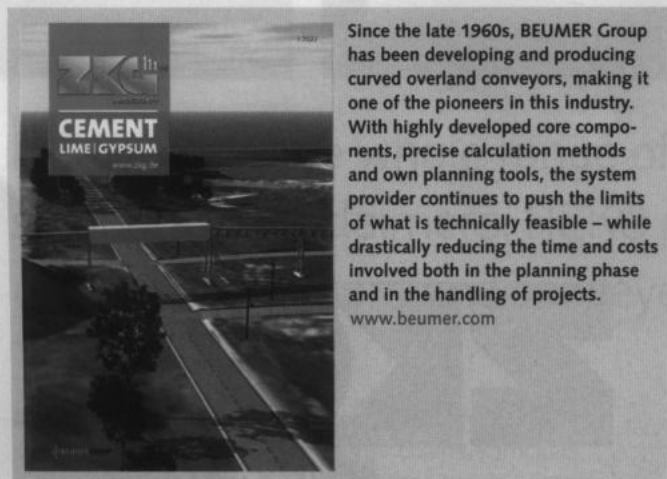 ZKG
CEMENT
LIME | GYPSUM
www.zkg.de
Since the late 1960s, BEUMER Group
has been developing and producing
curved overland conveyors, making it
one of the pioneers in this industry.
With highly developed core compo-
nents, precise calculation methods
and own planning tools, the system
provider continues to push the limits
of what is technically feasible – while
drastically reducing the time and costs
involved both in the planning phase
and in the handling of projects.
www.beumer.com